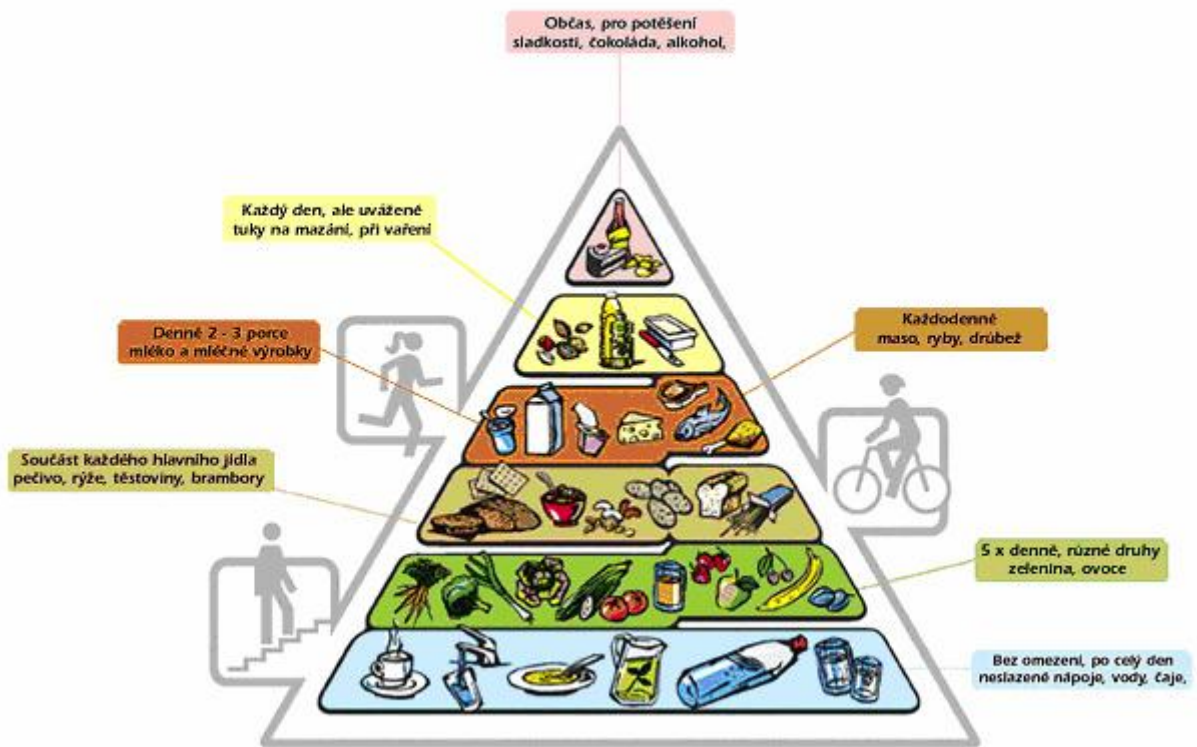 Občas, pro potěšení
sladkosti, čokoláda, alkohol,
Každý den, ale uvážené
tuky na mazání, při vaření
Denně 2 - 3 porce
mléko a mléčné výrobky
Každodenně
maso, ryby, drůbež
Součást každého hlavního jídla
pečivo, rýže, těstoviny, brambory
5 x denně, různé druhy
zelenina, ovoce
Bez omezení, po celý den
neslazené nápoje, vody, čaje,